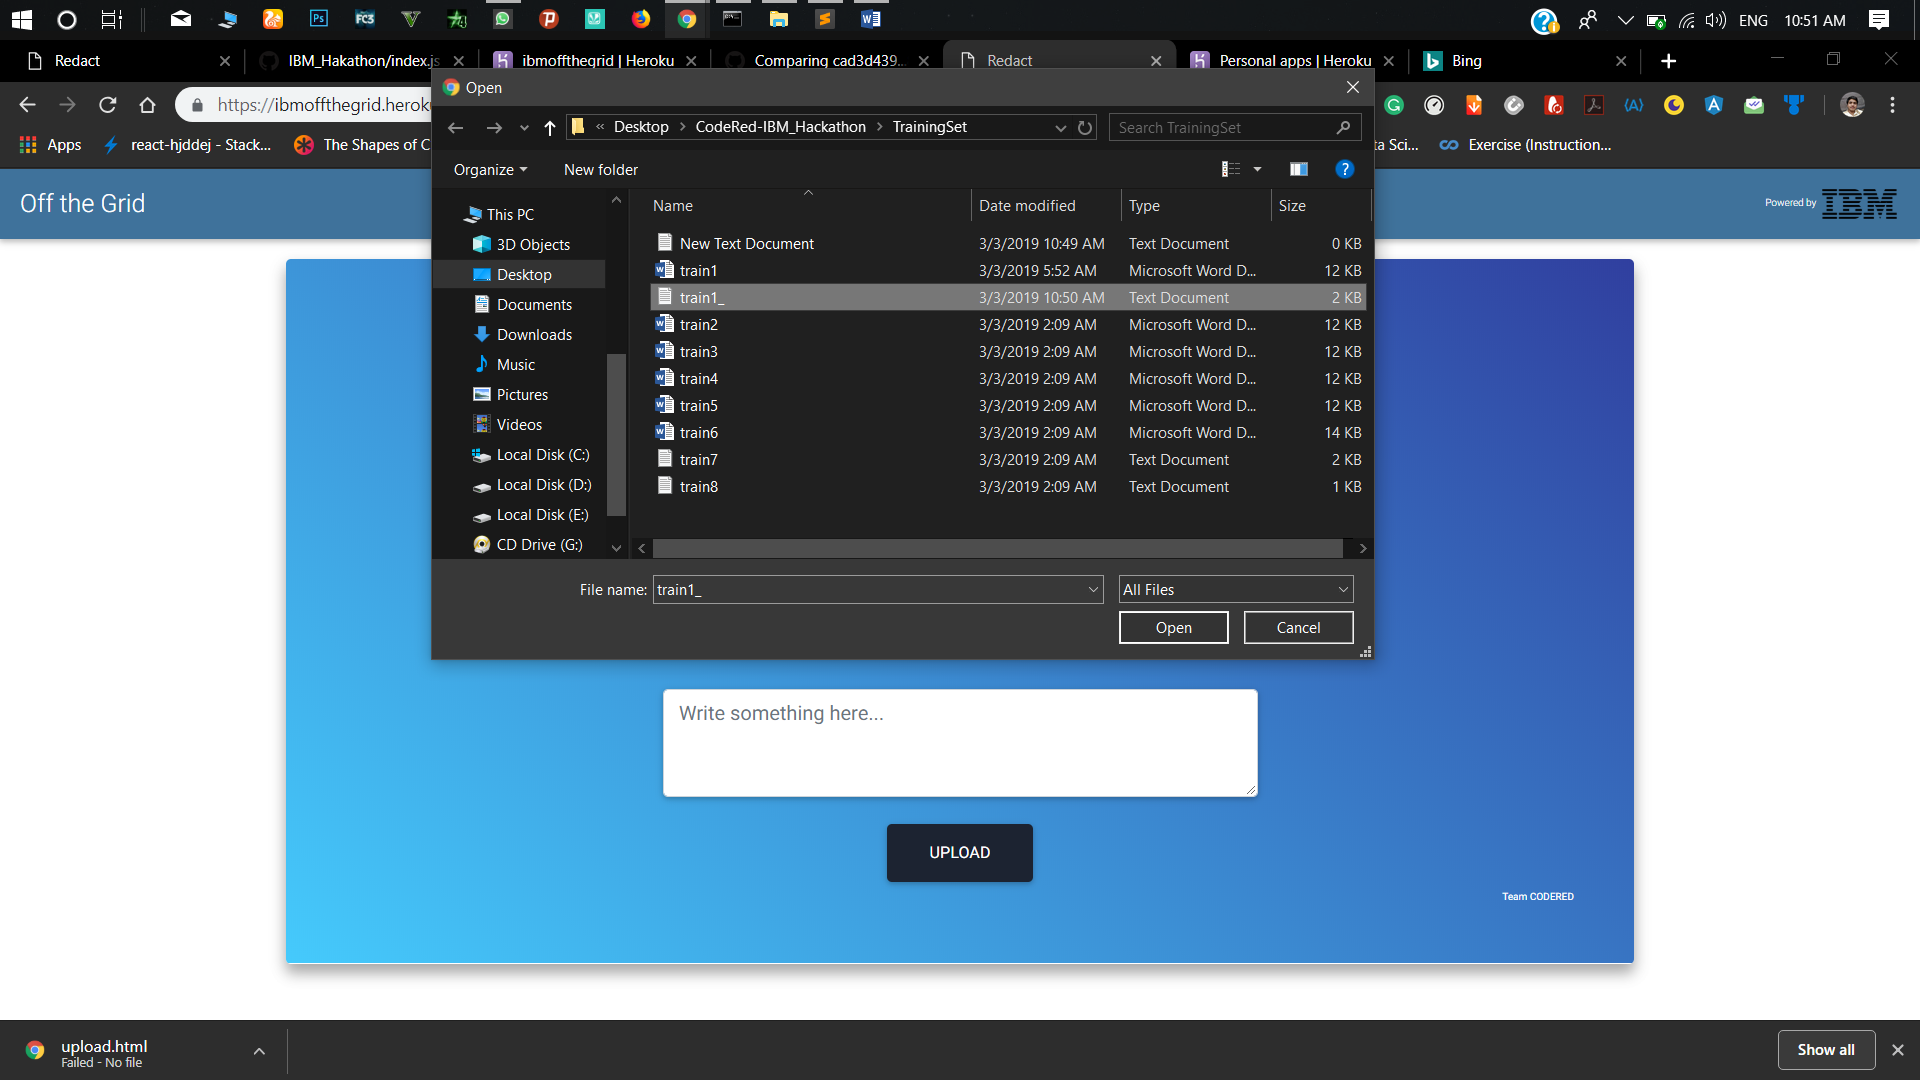 ENG 10:51 AM
Redact
IBM_Hakathon/index.js
ibmoffthegrid | Heroku
Comparing cad3d439...
Redact
Personal apps | Heroku
Bing
Open
https://ibmoffthegrid.heroku
« Desktop > CodeRed-IBM_Hackathon > TrainingSet
Search TrainingSet
Apps
react-hjddej - Stack...
The Shapes of C
ta Sci...
Exercise (Instruction...
Organize
New folder
Off the Grid
Powered by IBM
This PC
3D Objects
Desktop
Documents
Downloads
Music
Pictures
Videos
Local Disk (C:)
Local Disk (D:)
Local Disk (E:)
CD Drive (G:)
Name Date modified Type Size
New Text Document 3/3/2019 10:49 AM Text Document 0 KB
train1 3/3/2019 5:52 AM Microsoft Word D... 12 KB
train1_ 3/3/2019 10:50 AM Text Document 2 KB
train2 3/3/2019 2:09 AM Microsoft Word D... 12 KB
train3 3/3/2019 2:09 AM Microsoft Word D... 12 KB
train4 3/3/2019 2:09 AM Microsoft Word D... 12 KB
train5 3/3/2019 2:09 AM Microsoft Word D... 12 KB
train6 3/3/2019 2:09 AM Microsoft Word D... 14 KB
train7 3/3/2019 2:09 AM Text Document 2 KB
train8 3/3/2019 2:09 AM Text Document 1 KB
File name: train1_
All Files
Open
Cancel
Write something here...
UPLOAD
Team CODERED
upload.html
Failed - No file
Show all